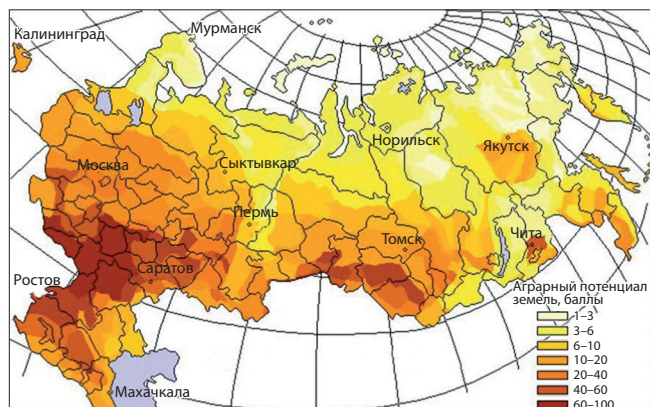 Калининград
Мурманск
Норильск
Якутск
Москва
Сыктывкар
Пермь
Томск
Чита
Саратов
Ростов
Махачкала
Аграрный потенциал
земель, баллы
1–3
3–6
6–10
10–20
20–40
40–60
60–100